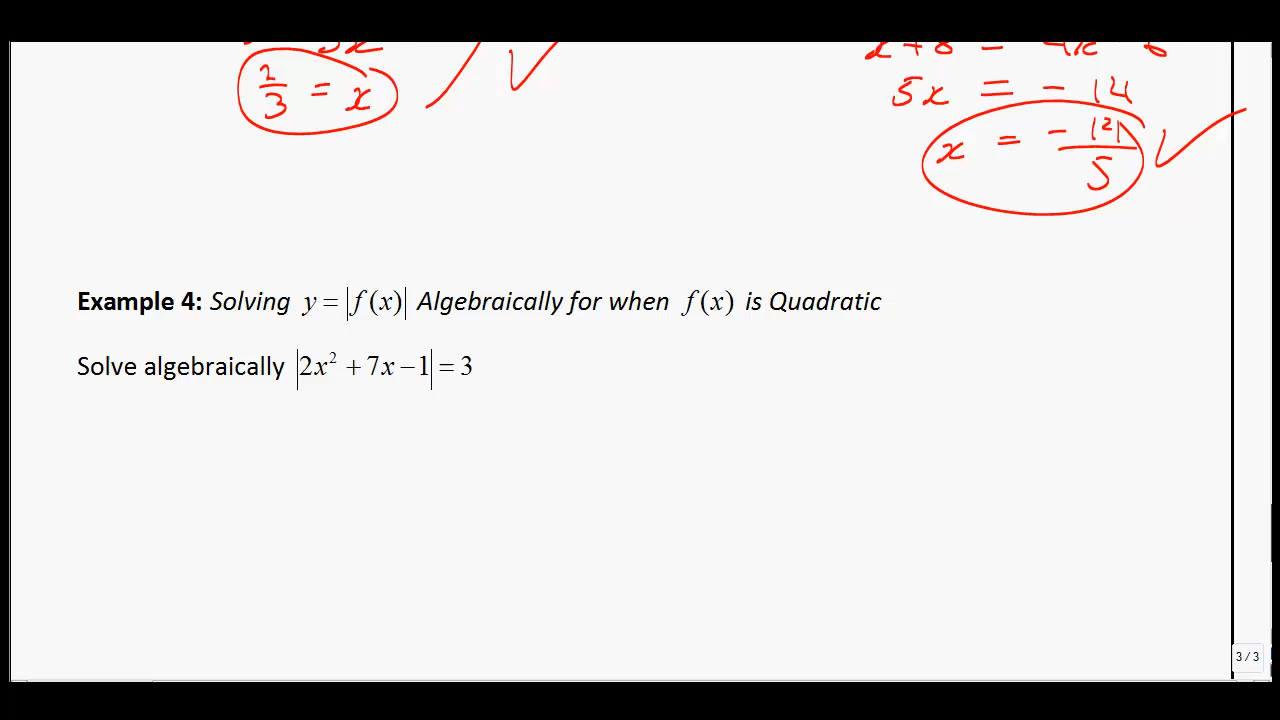 2/3 = x
5x = -14
x = -14/5
Example 4: Solving y = |f(x)| Algebraically for when f(x) is Quadratic
Solve algebraically |2x² + 7x − 1| = 3
3 / 3